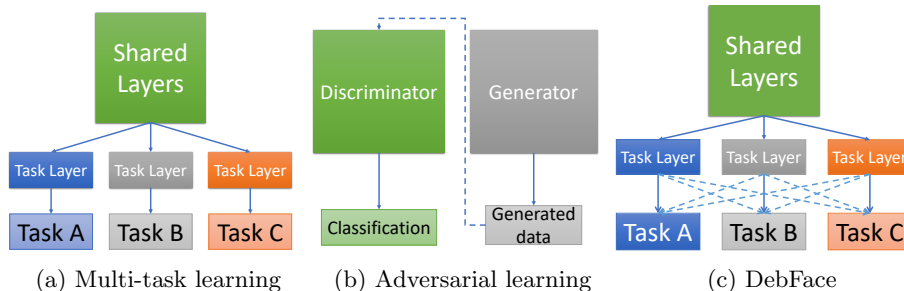 Shared
Layers
Task Layer
Task Layer
Task Layer
Task A
Task B
Task C
(a) Multi-task learning
Discriminator
Generator
Classification
Generated
data
(b) Adversarial learning
Shared
Layers
Task Layer
Task Layer
Task Layer
Task A
Task B
Task C
(c) DebFace